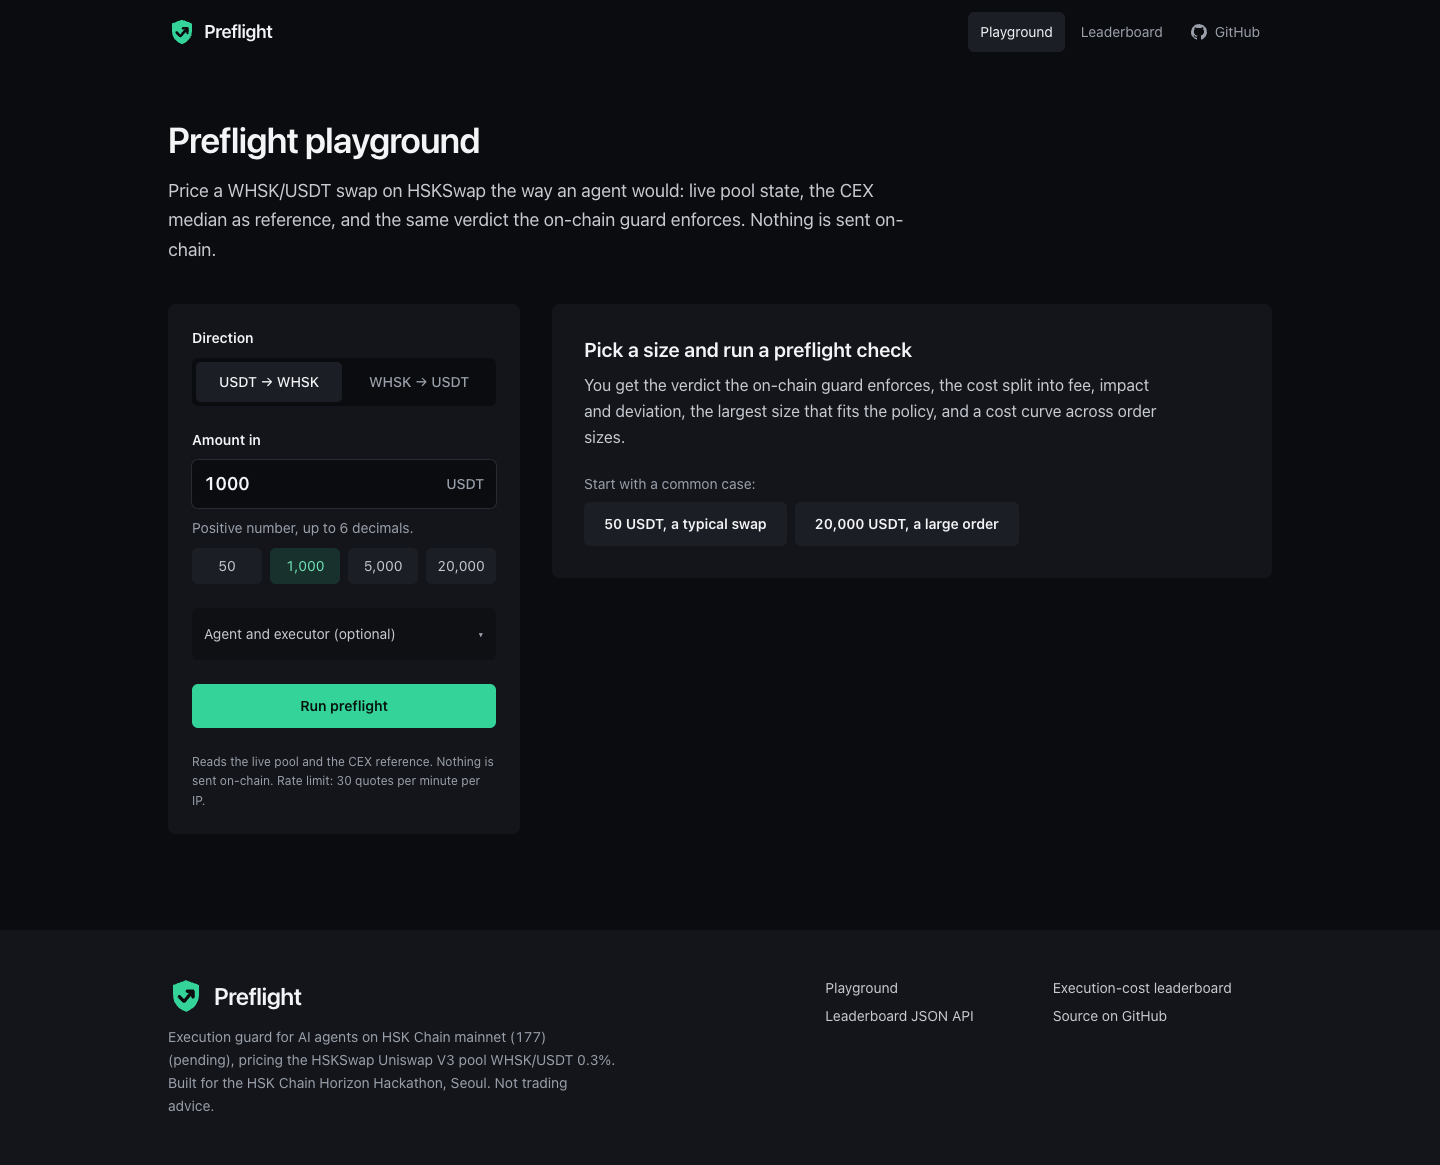 Preflight
Playground
Leaderboard
GitHub
Preflight playground
Price a WHSK/USDT swap on HSKSwap the way an agent would: live pool state, the CEX
median as reference, and the same verdict the on-chain guard enforces. Nothing is sent on-
chain.
Direction
USDT → WHSK
WHSK → USDT
Amount in
1000
USDT
Positive number, up to 6 decimals.
50
1,000
5,000
20,000
Agent and executor (optional)
Run preflight
Reads the live pool and the CEX reference. Nothing is
sent on-chain. Rate limit: 30 quotes per minute per
IP.
Pick a size and run a preflight check
You get the verdict the on-chain guard enforces, the cost split into fee, impact
and deviation, the largest size that fits the policy, and a cost curve across order
sizes.
Start with a common case:
50 USDT, a typical swap
20,000 USDT, a large order
Preflight
Execution guard for AI agents on HSK Chain mainnet (177)
(pending), pricing the HSKSwap Uniswap V3 pool WHSK/USDT 0.3%.
Built for the HSK Chain Horizon Hackathon, Seoul. Not trading
advice.
Playground
Leaderboard JSON API
Execution-cost leaderboard
Source on GitHub